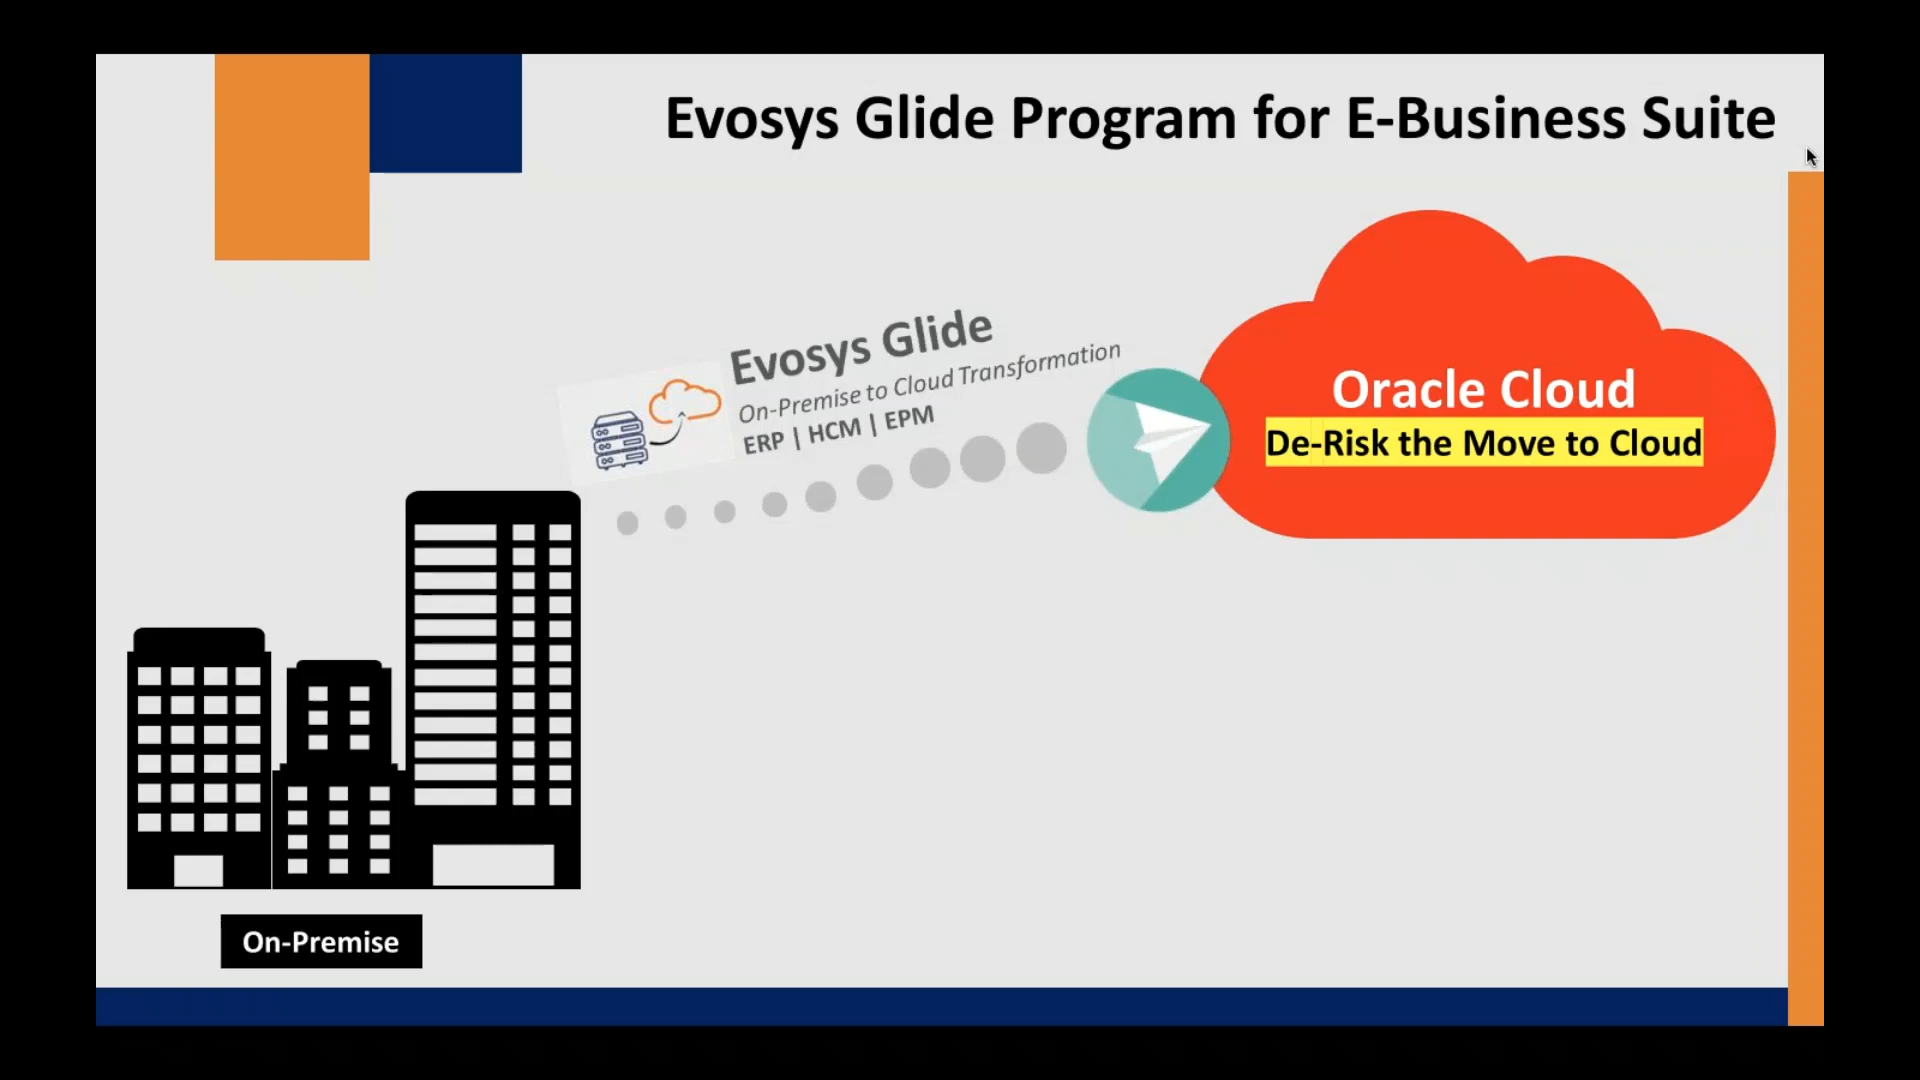 Evosys Glide Program for E-Business Suite
Evosys Glide
On-Premise to Cloud Transformation
ERP | HCM | EPM
Oracle Cloud
De-Risk the Move to Cloud
On-Premise